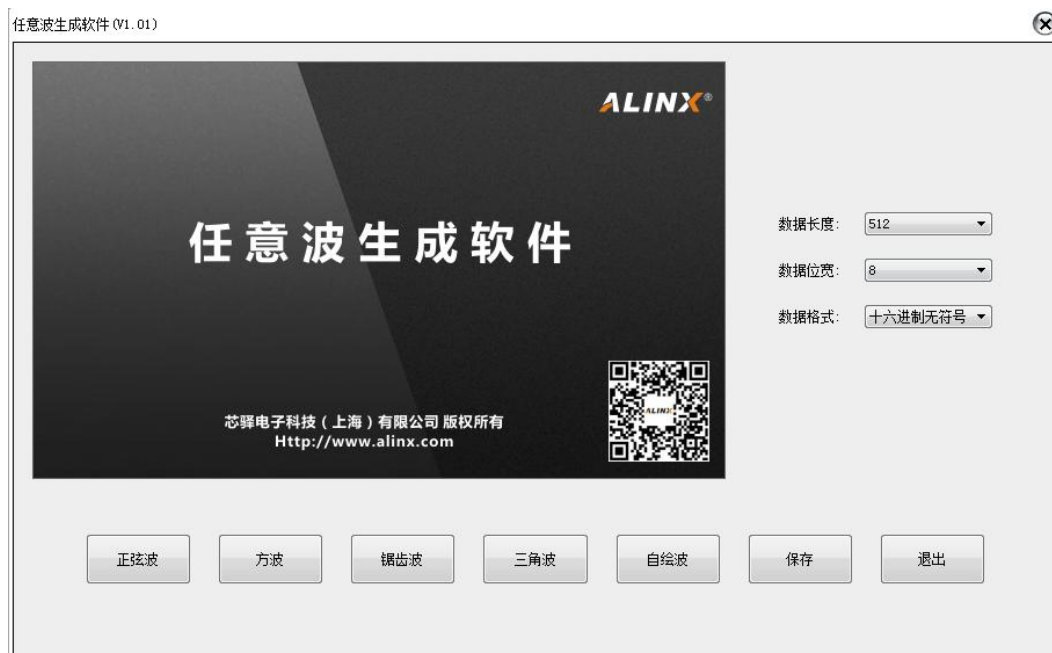 任意波生成软件(V1.01)
ALINX®
任意波生成软件
数据长度: 512
数据位宽: 8
数据格式: 十六进制无符号
ALINX
芯驿电子科技（上海）有限公司 版权所有
Http://www.alinx.com
正弦波 方波 锯齿波 三角波 自绘波 保存 退出